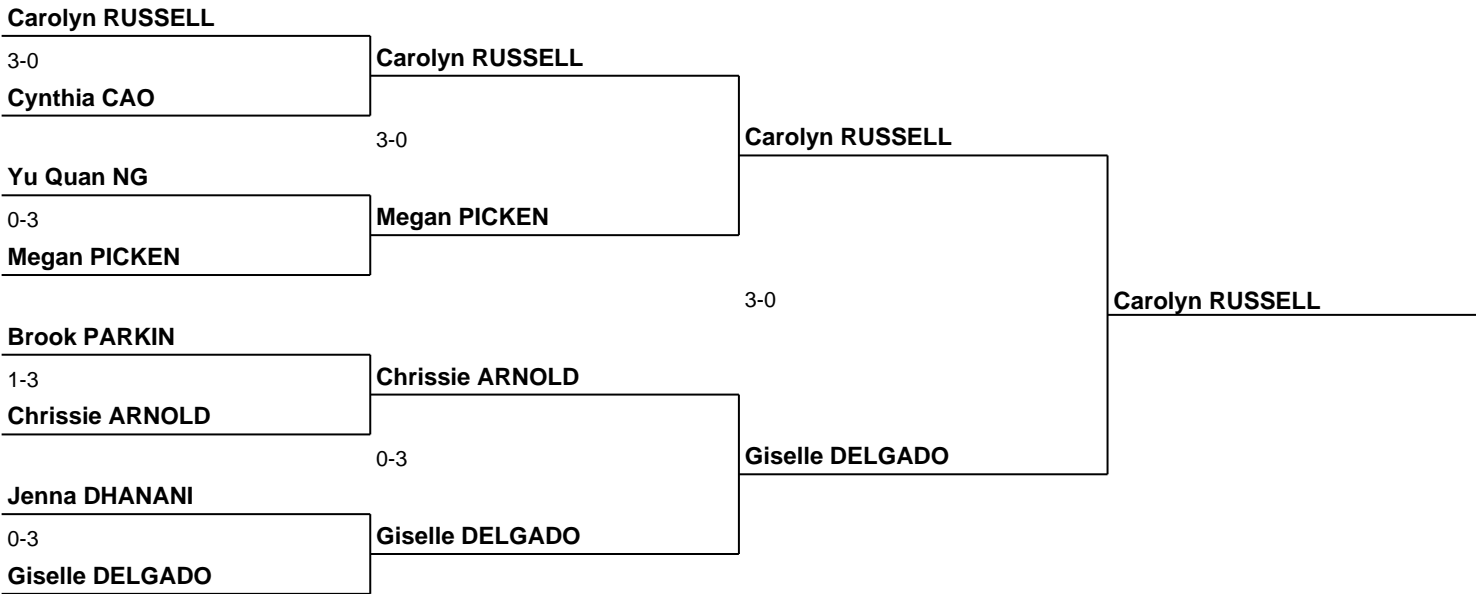 Carolyn RUSSELL
3-0
Carolyn RUSSELL
Cynthia CAO
3-0
Carolyn RUSSELL
Yu Quan NG
0-3
Megan PICKEN
Megan PICKEN
3-0
Carolyn RUSSELL
Brook PARKIN
1-3
Chrissie ARNOLD
Chrissie ARNOLD
0-3
Giselle DELGADO
Jenna DHANANI
0-3
Giselle DELGADO
Giselle DELGADO